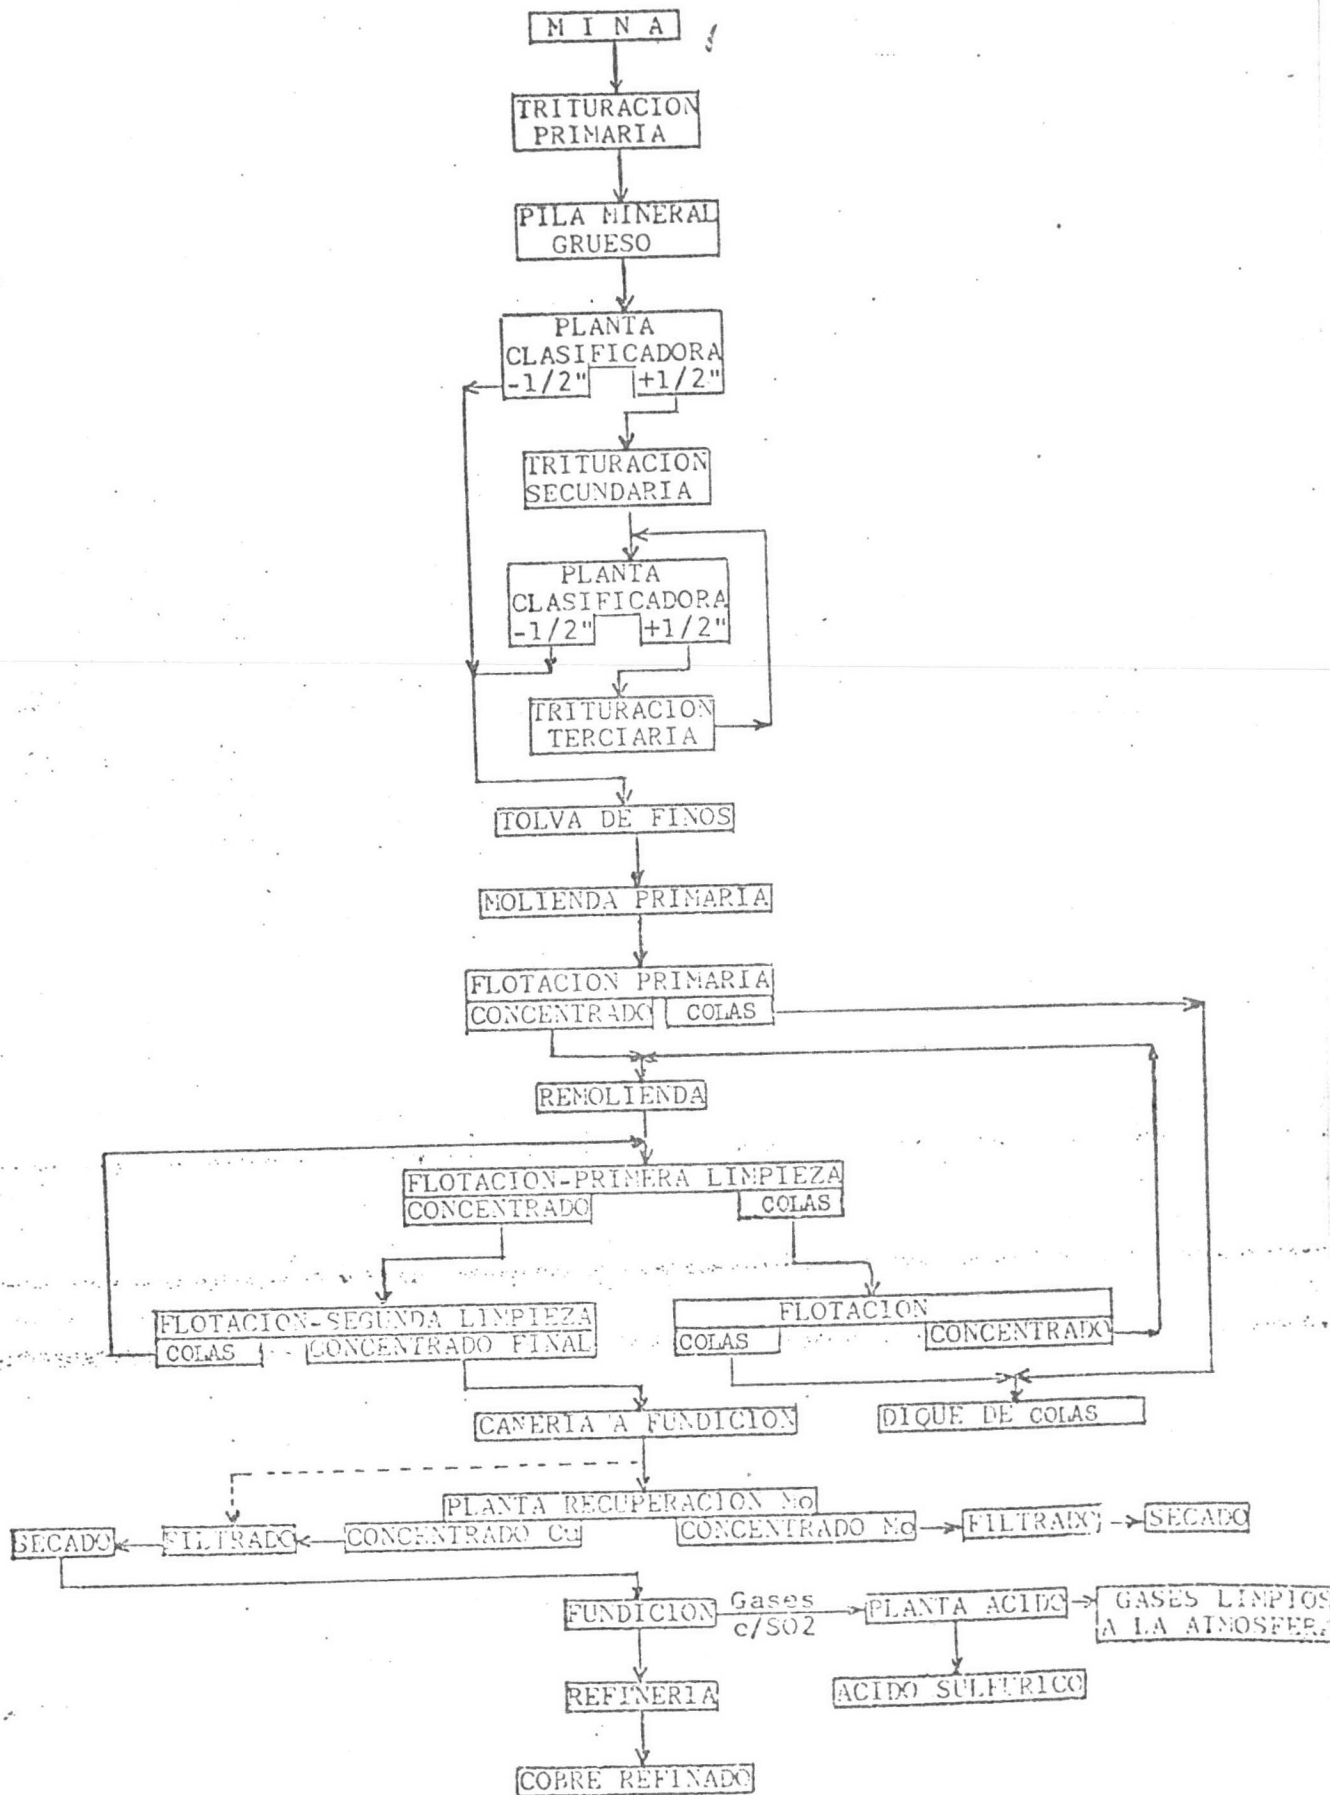 M I N A
TRITURACION
PRIMARIA
PILA MINERAL
GRUESO
PLANTA
CLASIFICADORA
-1/2" +1/2"
TRITURACION
SECUNDARIA
PLANTA
CLASIFICADORA
-1/2" +1/2"
TRITURACION
TERCIARIA
TOLVA DE FINOS
MOLIENDA PRIMARIA
FLOTACION PRIMARIA
CONCENTRADO COLAS
REMOLIENDA
FLOTACION-PRIMERA LIMPIEZA
CONCENTRADO COLAS
FLOTACION-SEGUNDA LIMPIEZA
COLAS CONCENTRADO FINAL
FLOTACION
COLAS CONCENTRADO
CANERIA A FUNDICION
DIQUE DE COLAS
PLANTA RECUPERACION Mo
SECADO FILTRADO CONCENTRADO Cu CONCENTRADO Mo FILTRADO SECADO
FUNDICION Gases c/SO2 PLANTA ACIDO
GASES LIMPIOS
A LA ATMOSFERA
REFINERIA ACIDO SULFURICO
COBRE REFINADO